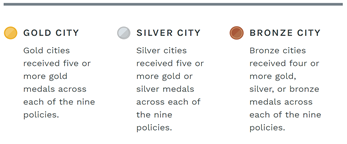 GOLD CITY
Gold cities
received five or
more gold
medals across
each of the nine
policies.
SILVER CITY
Silver cities
received five or
more gold or
silver medals
across each of
the nine
policies.
BRONZE CITY
Bronze cities
received four or
more gold,
silver, or bronze
medals across
each of the nine
policies.